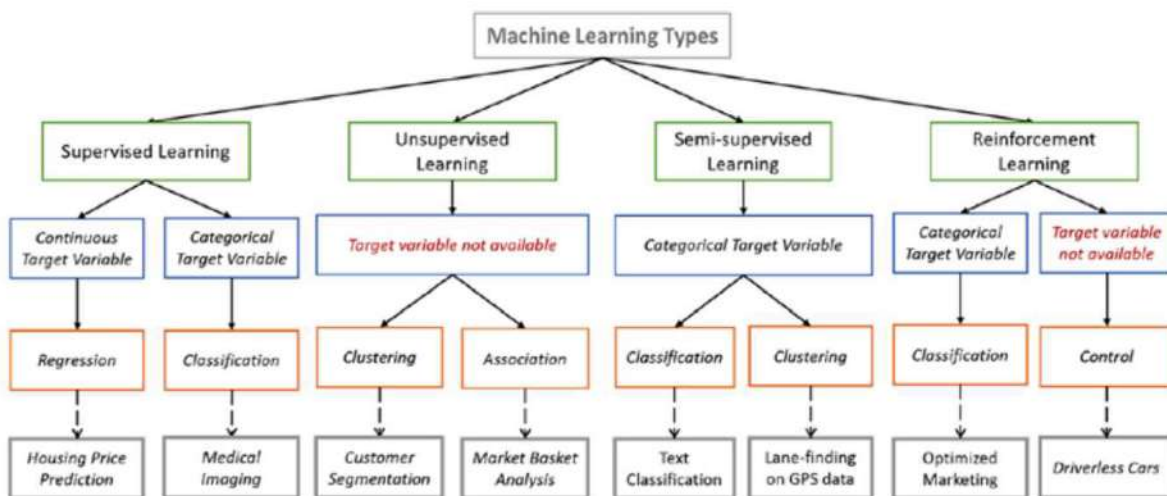 Machine Learning Types
Supervised Learning
Unsupervised
Learning
Semi-supervised
Learning
Reinforcement
Learning
Continuous
Target Variable
Categorical
Target Variable
Target variable not available
Categorical Target Variable
Categorical
Target Variable
Target variable
not available
Regression
Classification
Clustering
Association
Classification
Clustering
Classification
Control
Housing Price
Prediction
Medical
Imaging
Customer
Segmentation
Market Basket
Analysis
Text
Classification
Lane-finding
on GPS data
Optimized
Marketing
Driverless Cars